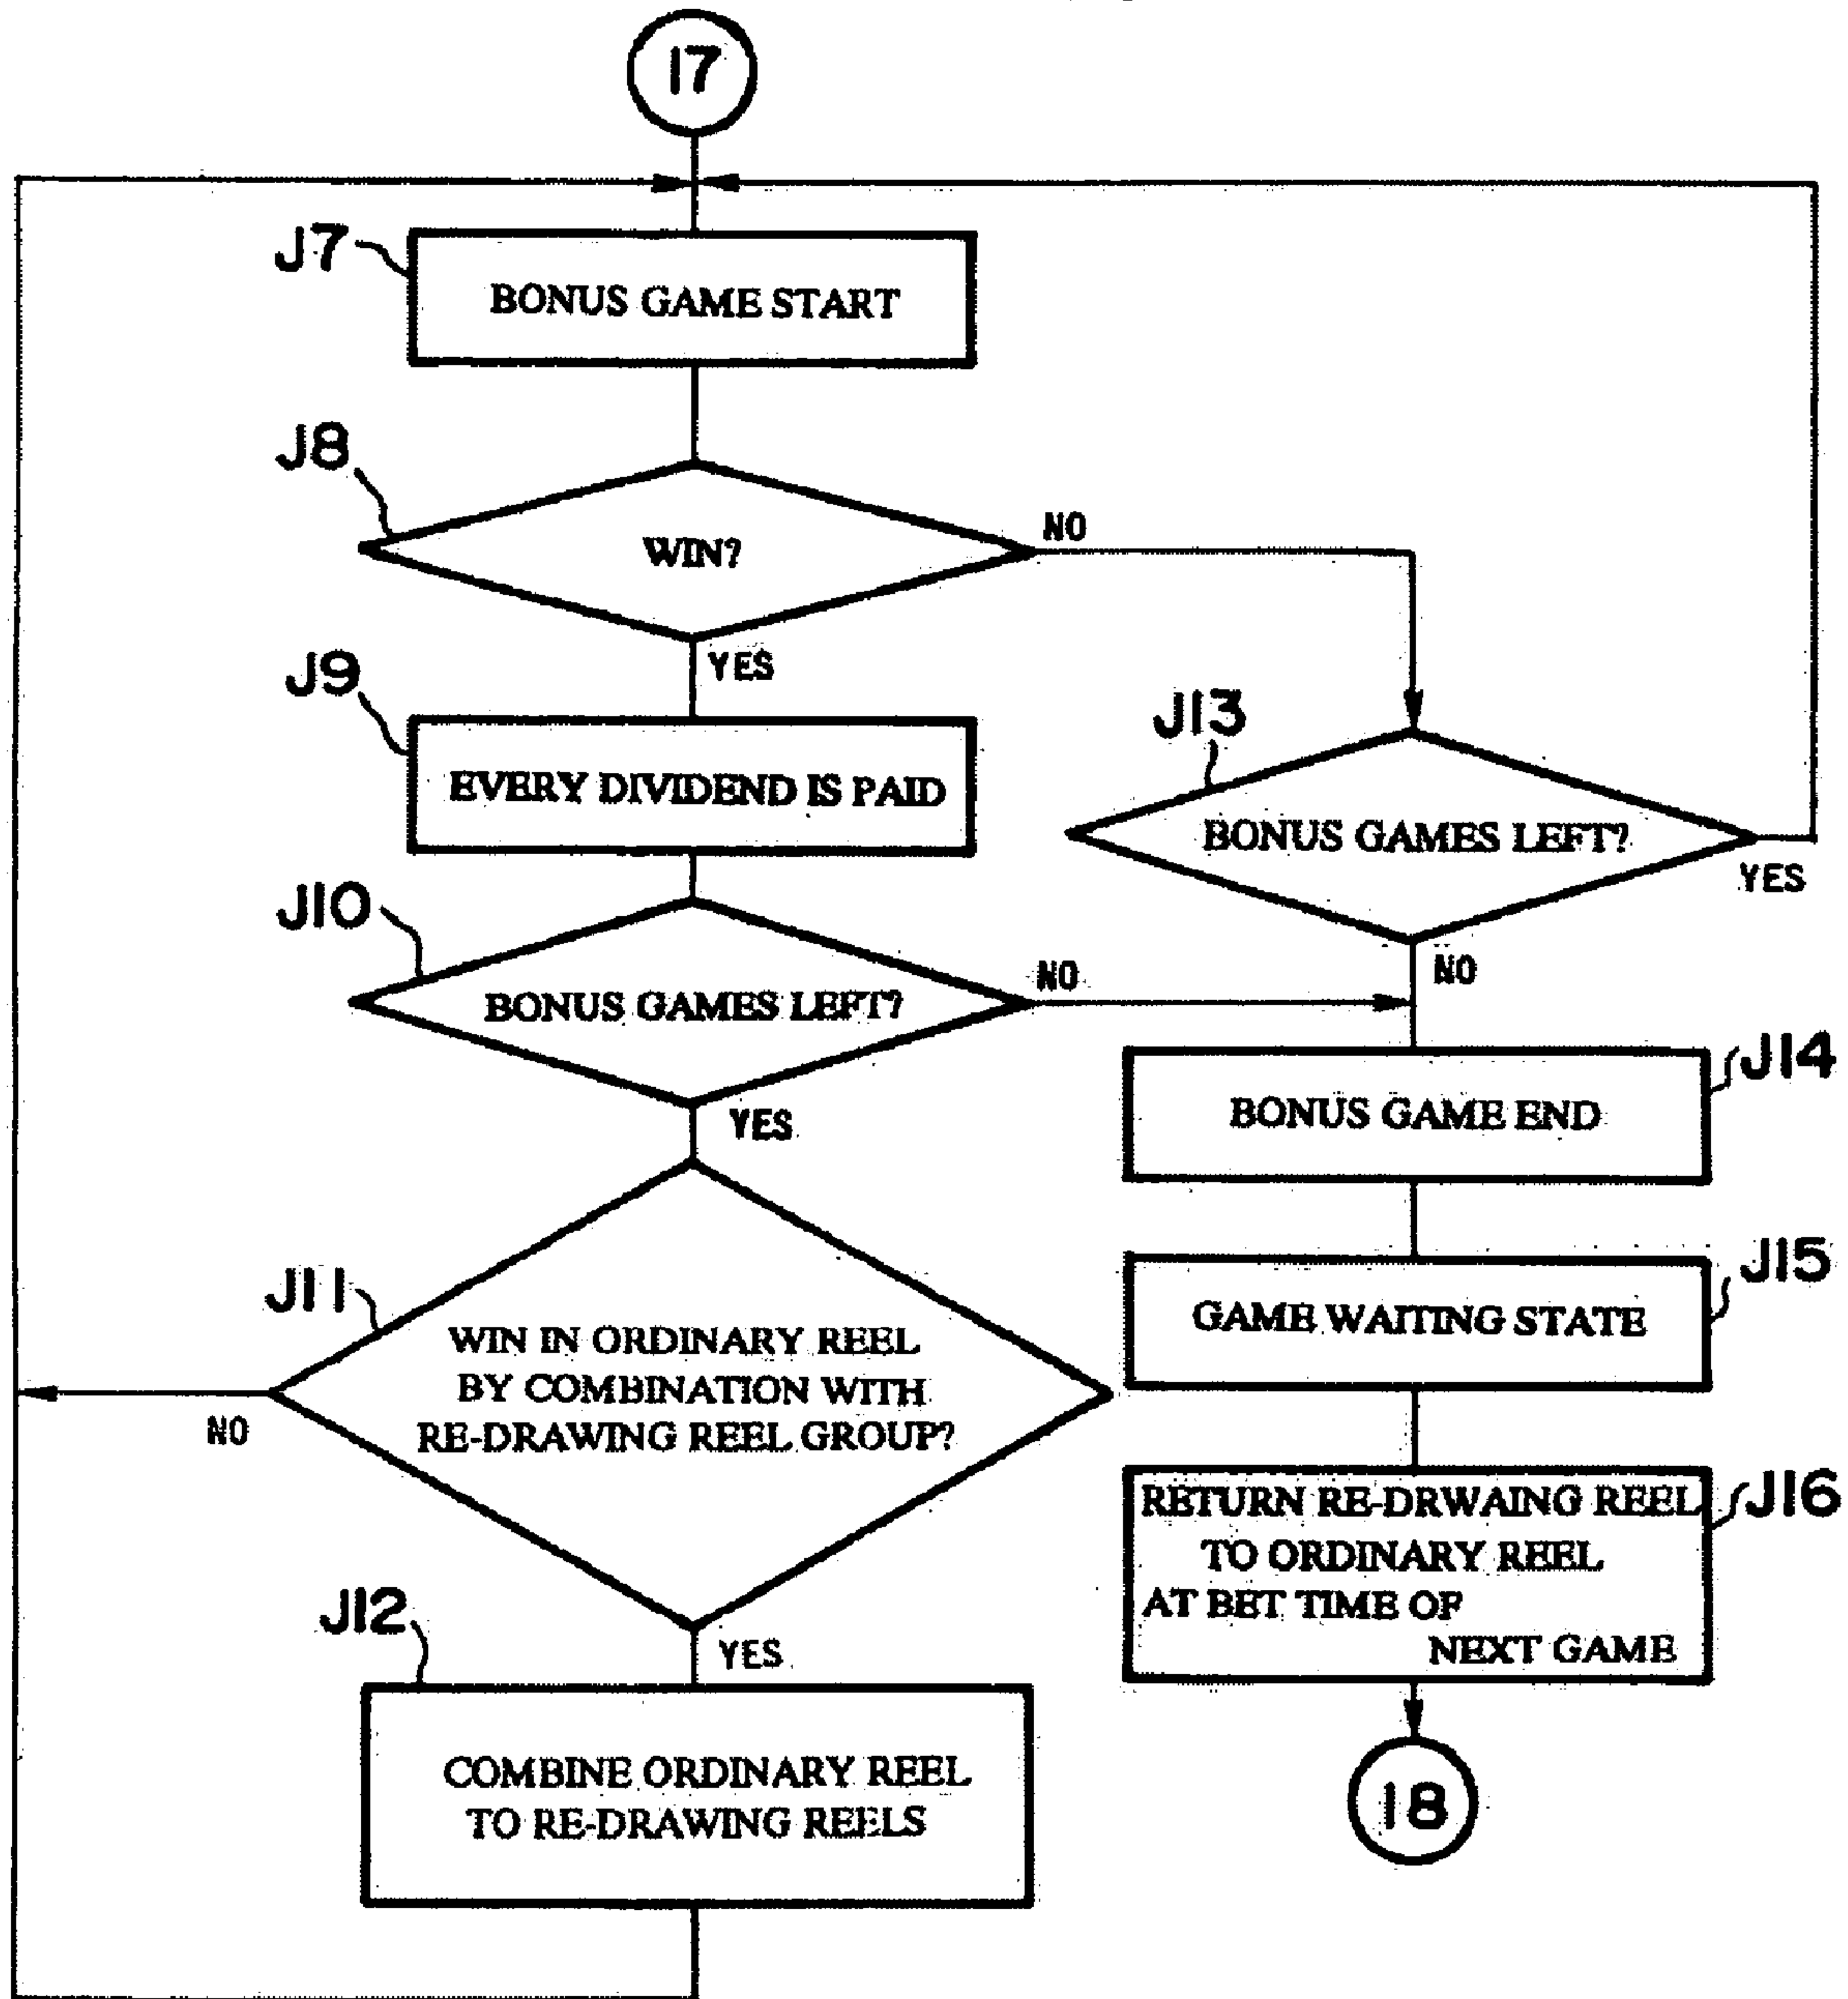 17
J7
BONUS GAME START
J8
WIN?
NO
YES
J9
EVERY DIVIDEND IS PAID
J13
BONUS GAMES LEFT?
YES
NO
J10
BONUS GAMES LEFT?
NO
YES
J14
BONUS GAME END
J11
WIN IN ORDINARY REEL
BY COMBINATION WITH
RE-DRAWING REEL GROUP?
NO
YES
J15
GAME WAITING STATE
J16
RETURN RE-DRWAING REEL
TO ORDINARY REEL
AT BET TIME OF
NEXT GAME
J12
COMBINE ORDINARY REEL
TO RE-DRAWING REELS
18